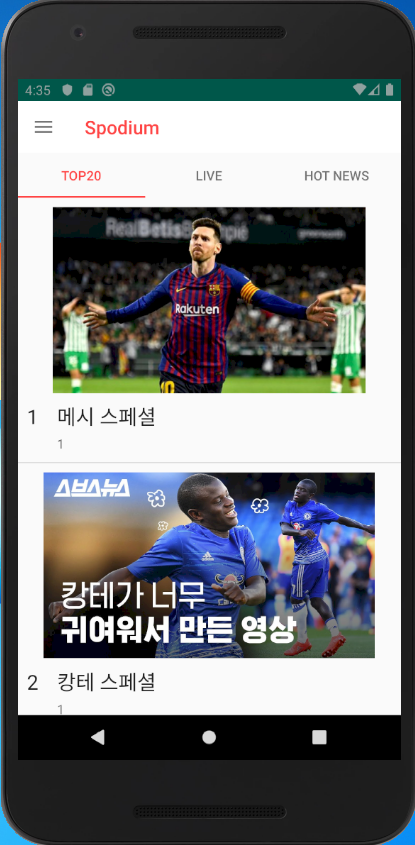 4:35
Spodium
TOP20
LIVE
HOT NEWS
RealBetis
Rakuten
1
메시 스페셜
1
스브스뉴스
캉테가 너무
귀여워서 만든 영상
2
캉테 스페셜
1